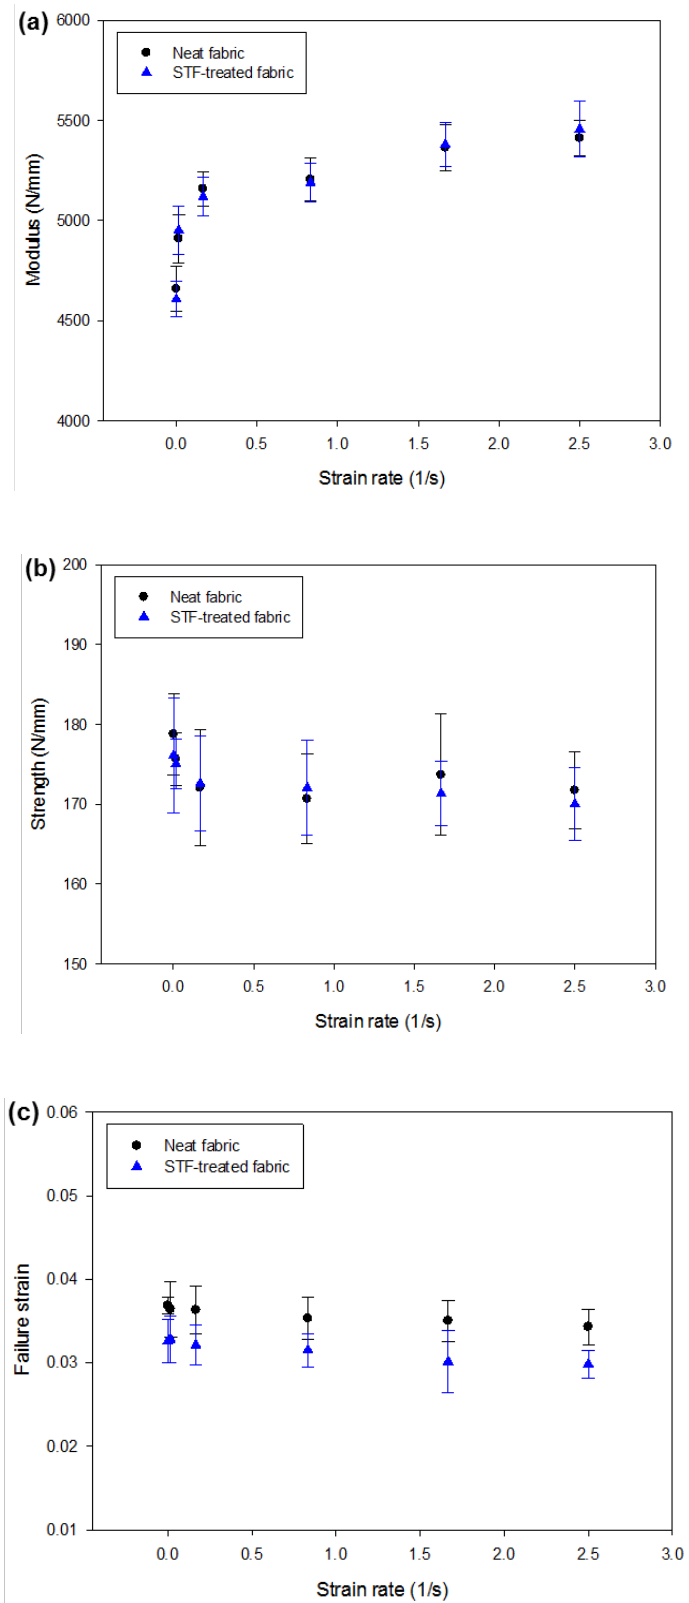 (a)
6000
Neat fabric
STF-treated fabric
5500
5000
4500
4000
Modulus (N/mm)
0.0 0.5 1.0 1.5 2.0 2.5 3.0
Strain rate (1/s)
(b)
200
Neat fabric
STF-treated fabric
190
180
170
160
150
Strength (N/mm)
0.0 0.5 1.0 1.5 2.0 2.5 3.0
Strain rate (1/s)
(c)
0.06
Neat fabric
STF-treated fabric
0.05
0.04
0.03
0.02
0.01
Failure strain
0.0 0.5 1.0 1.5 2.0 2.5 3.0
Strain rate (1/s)